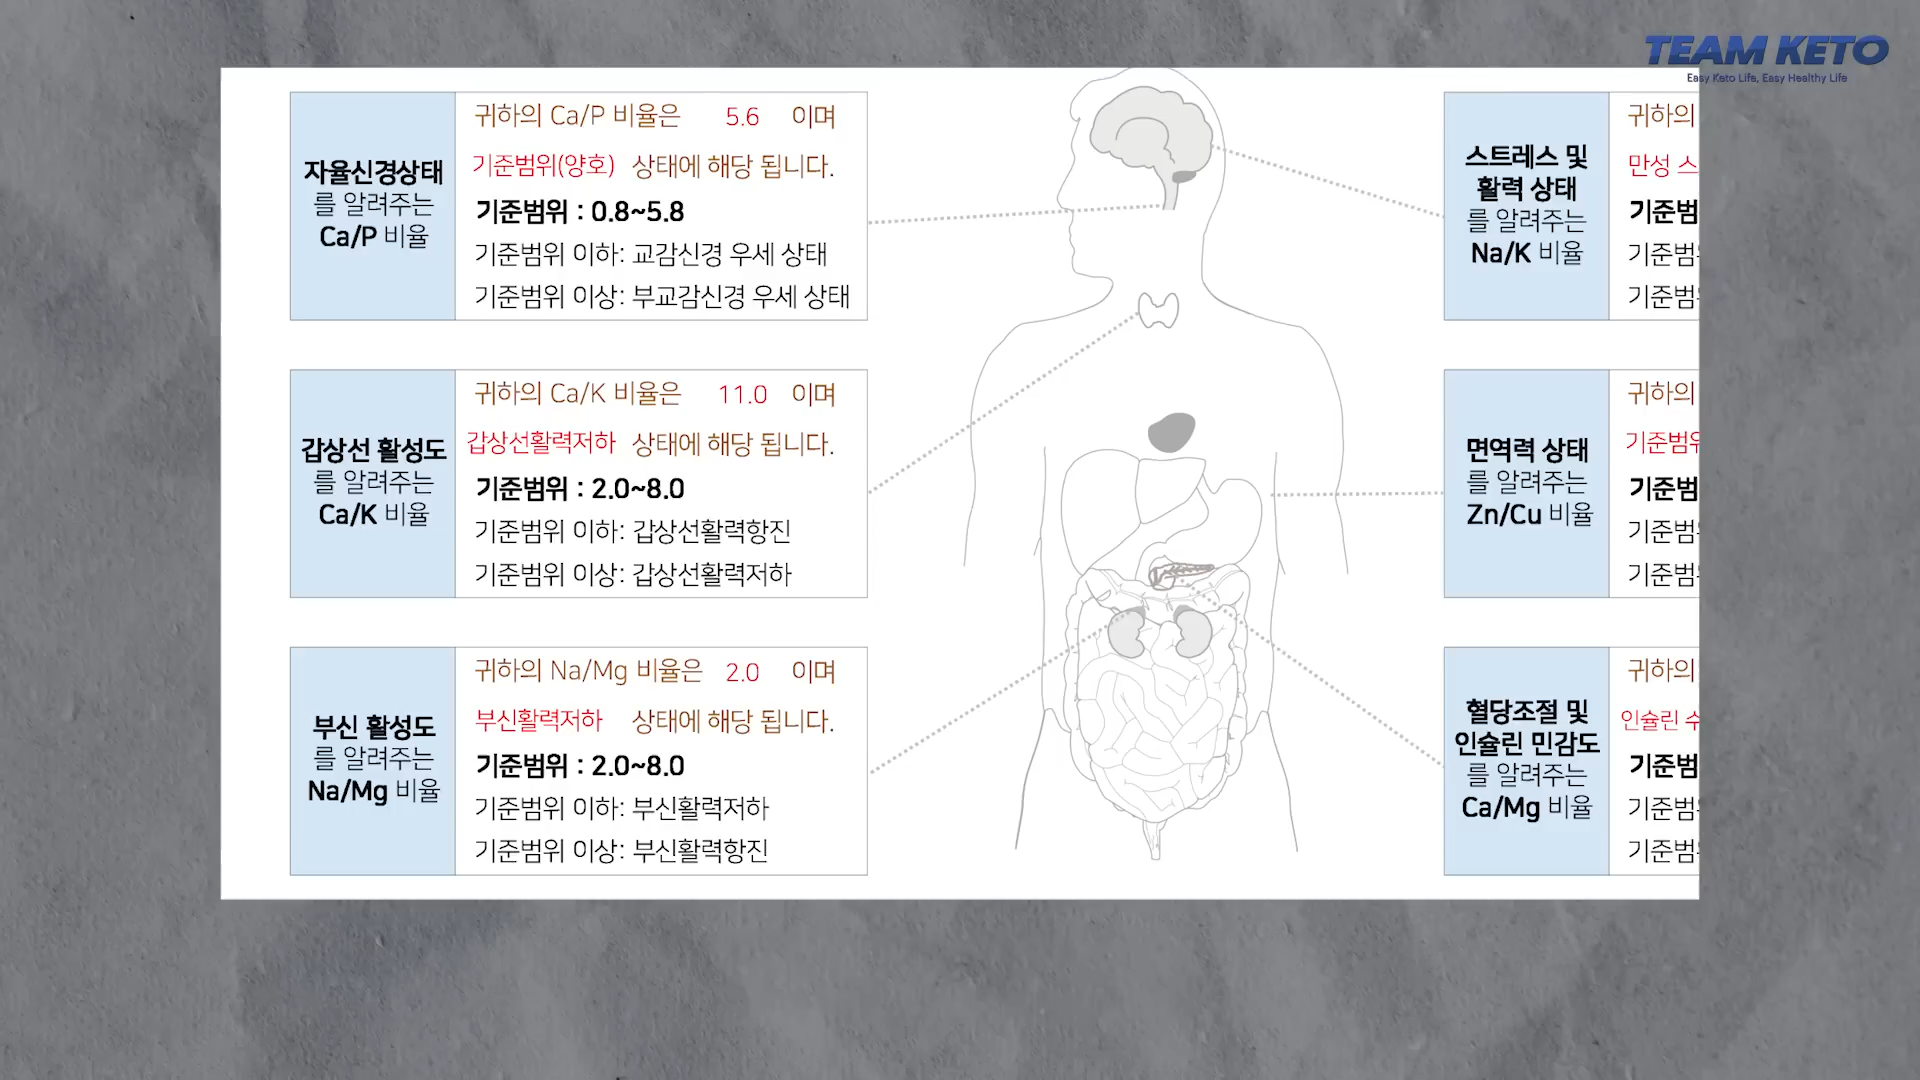 TEAM KETO
Easy Keto Life, Easy Healthy Life
자율신경상태
를 알려주는
Ca/P 비율
귀하의 Ca/P 비율은 5.6 이며
기준범위(양호) 상태에 해당 됩니다.
기준범위 : 0.8~5.8
기준범위 이하: 교감신경 우세 상태
기준범위 이상: 부교감신경 우세 상태
갑상선 활성도
를 알려주는
Ca/K 비율
귀하의 Ca/K 비율은 11.0 이며
갑상선활력저하 상태에 해당 됩니다.
기준범위 : 2.0~8.0
기준범위 이하: 갑상선활력항진
기준범위 이상: 갑상선활력저하
부신 활성도
를 알려주는
Na/Mg 비율
귀하의 Na/Mg 비율은 2.0 이며
부신활력저하 상태에 해당 됩니다.
기준범위 : 2.0~8.0
기준범위 이하: 부신활력저하
기준범위 이상: 부신활력항진
스트레스 및
활력 상태
를 알려주는
Na/K 비율
귀하의
만성
면역력 상태
를 알려주는
Zn/Cu 비율
귀하의
혈당조절 및
인슐린 민감도
를 알려주는
Ca/Mg 비율
귀하의
인슐린